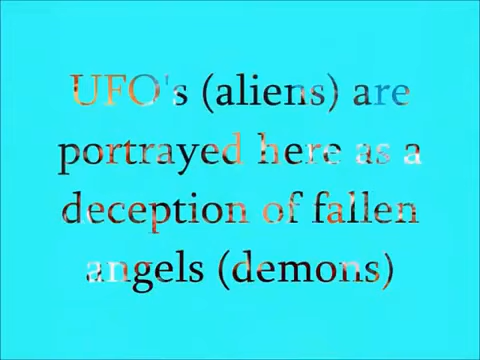 UFO's (aliens) are
portrayed here as a
deception of fallen
angels (demons)